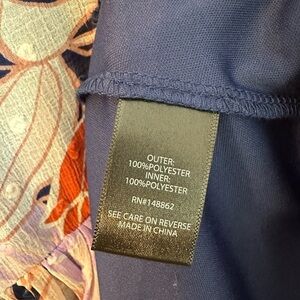 OUTER:
100%POLYESTER
INNER:
100%POLYESTER
RN#148862
SEE CARE ON REVERSE
MADE IN CHINA